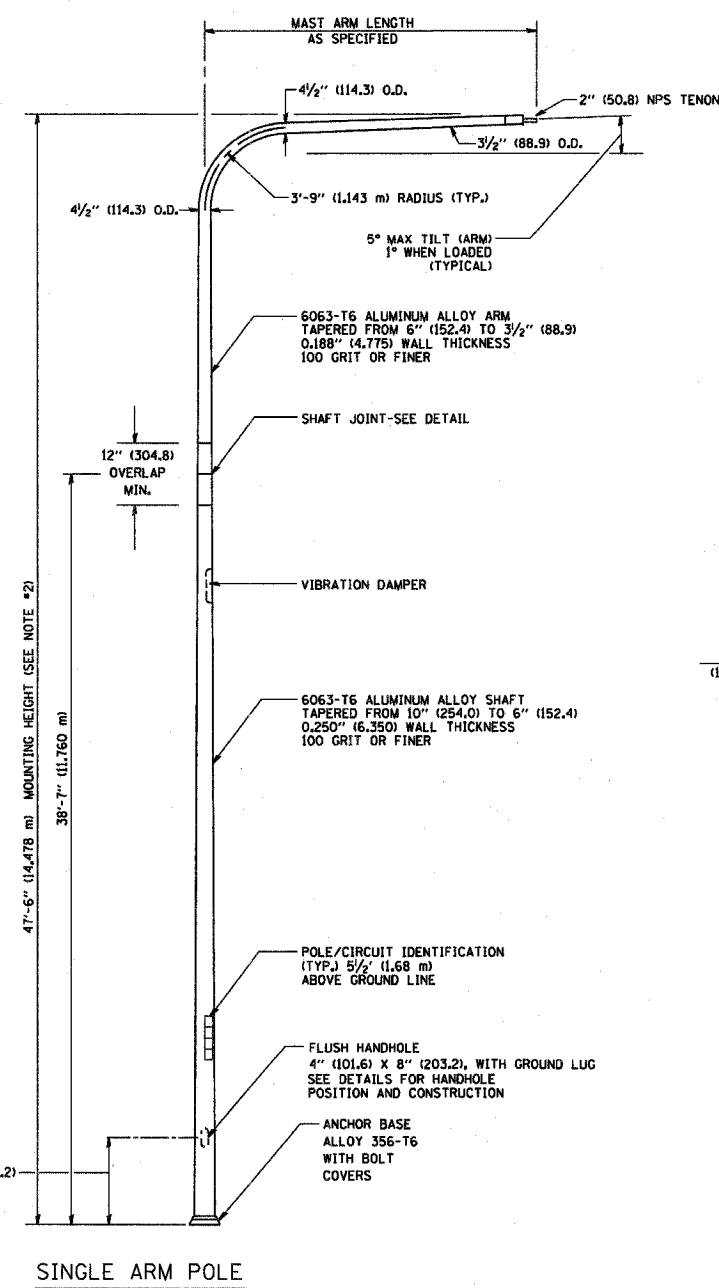 MAST ARM LENGTH
AS SPECIFIED
4½" (114.3) O.D.
2" (50.8) NPS TENON
3½" (88.9) O.D.
3'-9" (1.143 m) RADIUS (TYP.)
4½" (114.3) O.D.
5° MAX TILT (ARM)
1° WHEN LOADED
(TYPICAL)
6063-T6 ALUMINUM ALLOY ARM
TAPERED FROM 6" (152.4) TO 3½" (88.9)
0.188" (4.775) WALL THICKNESS
100 GRIT OR FINER
SHAFT JOINT-SEE DETAIL
12" (304.8)
OVERLAP
MIN.
VIBRATION DAMPER
47'-6" (14.478 m) MOUNTING HEIGHT (SEE NOTE #2)
38'-7" (11.760 m)
6063-T6 ALUMINUM ALLOY SHAFT
TAPERED FROM 10" (254.0) TO 6" (152.4)
0.250" (6.350) WALL THICKNESS
100 GRIT OR FINER
POLE/CIRCUIT IDENTIFICATION
(TYP.) 5½' (1.68 m)
ABOVE GROUND LINE
FLUSH HANDHOLE
4" (101.6) X 8" (203.2), WITH GROUND LUG
SEE DETAILS FOR HANDHOLE
POSITION AND CONSTRUCTION
ANCHOR BASE
ALLOY 356-T6
WITH BOLT
COVERS
.2)
SINGLE ARM POLE